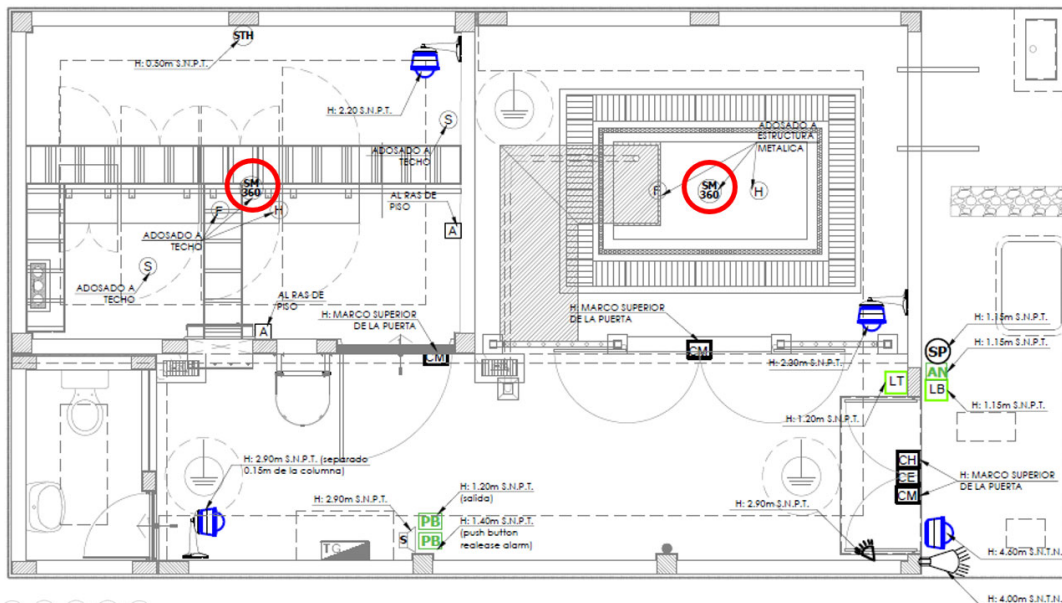 STH
H: 0.50m S.N.P.T.
H: 2.20 S.N.P.T.
S
ADOSADO A
TECHO
SM
360
F
H
ADOSADO A
TECHO
AL RAS DE
PISO
A
S
ADOSADO A
TECHO
AL RAS DE
PISO
A
H: MARCO SUPERIOR
DE LA PUERTA
CM
ADOSADO A
ESTRUCTURA
METALICA
F
SM
360
H
H: MARCO SUPERIOR
DE LA PUERTA
CM
H: 2.30m S.N.P.T.
H: 1.15m S.N.P.T.
SP
H: 1.15m S.N.P.T.
AN
LT
LB
H: 1.15m S.N.P.T.
H: 1.20m S.N.P.T.
H: 2.90m S.N.P.T. (separado
0.15m de la columna)
H: 2.90m S.N.P.T.
H: 1.20m S.N.P.T.
(salida)
PB
H: 1.40m S.N.P.T.
(push button
realease alarm)
PB
S
TG
CH
CE
CM
H: MARCO SUPERIOR
DE LA PUERTA
H: 2.90m S.N.P.T.
H: 4.60m S.N.T.N.
H: 4.00m S.N.T.N.